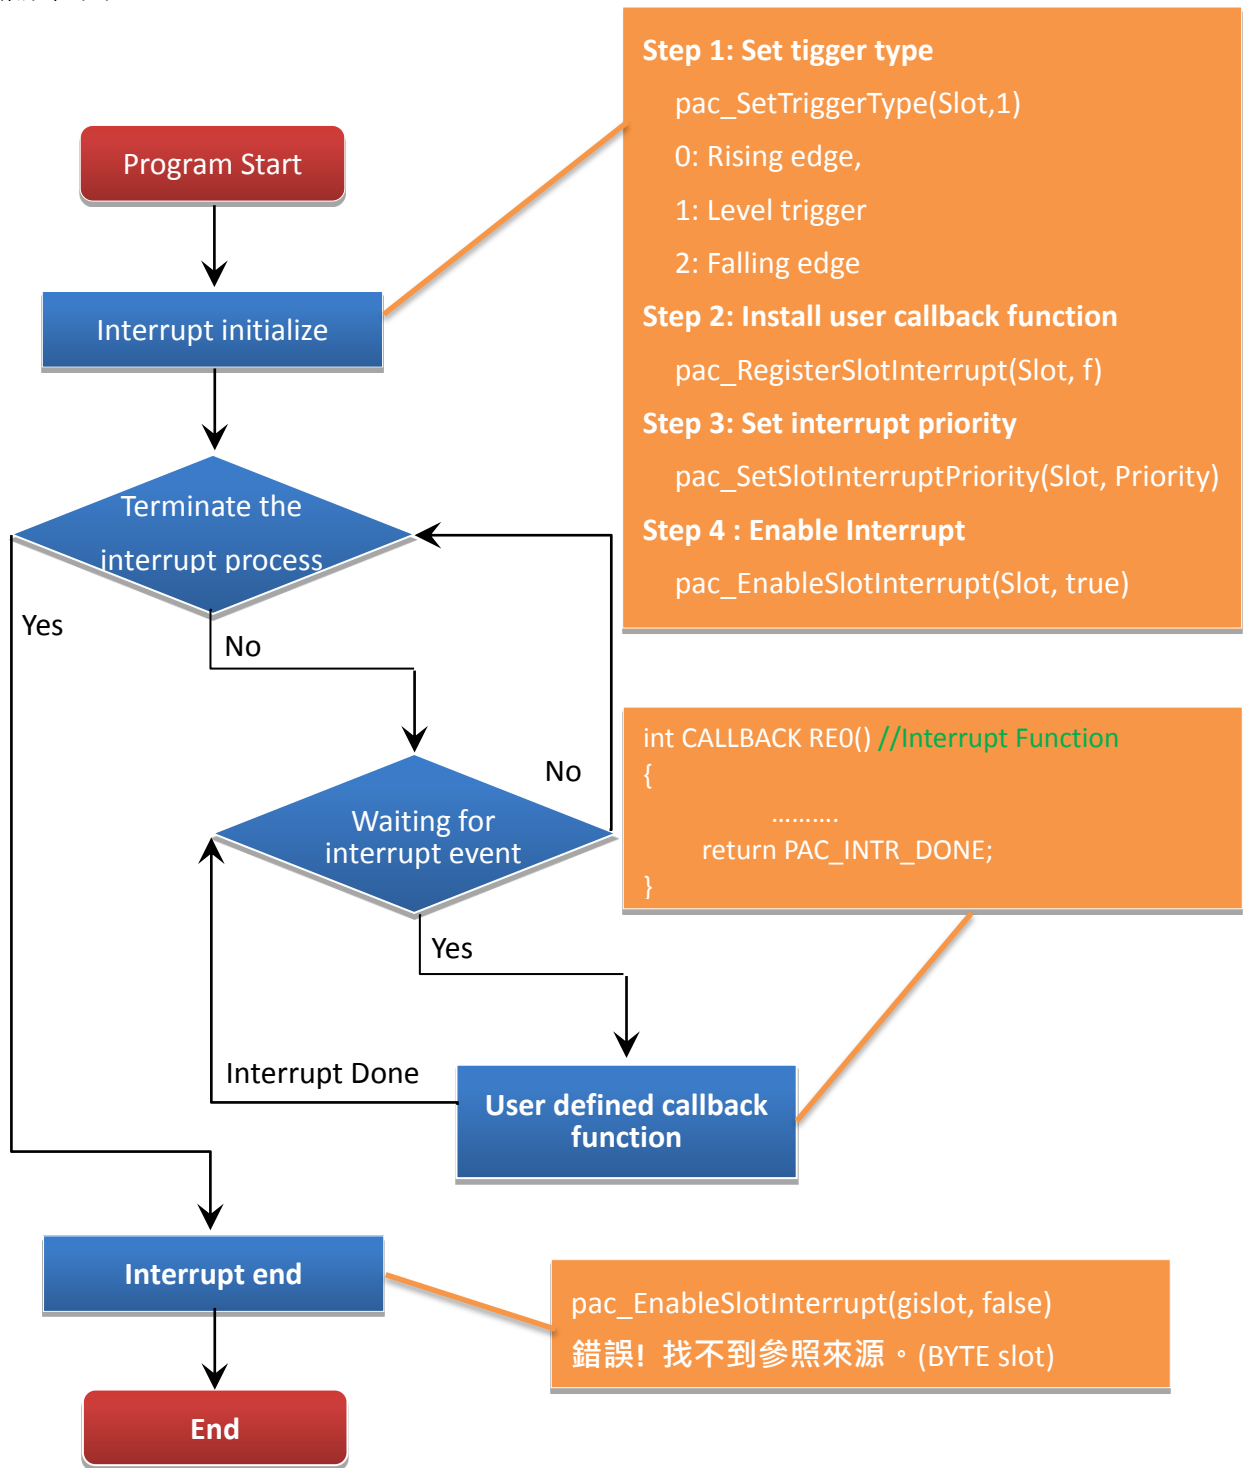 Step 1: Set tigger type
pac_SetTriggerType(Slot,1)
0: Rising edge,
1: Level trigger
2: Falling edge
Step 2: Install user callback function
pac_RegisterSlotInterrupt(Slot, f)
Step 3: Set interrupt priority
pac_SetSlotInterruptPriority(Slot, Priority)
Step 4 : Enable Interrupt
pac_EnableSlotInterrupt(Slot, true)
Program Start
Interrupt initialize
Terminate the
interrupt process
Yes
No
Waiting for
interrupt event
No
Yes
int CALLBACK RE0() //Interrupt Function
{
..........
return PAC_INTR_DONE;
}
Interrupt Done
User defined callback
function
Interrupt end
pac_EnableSlotInterrupt(gislot, false)
錯誤! 找不到參照來源。(BYTE slot)
End